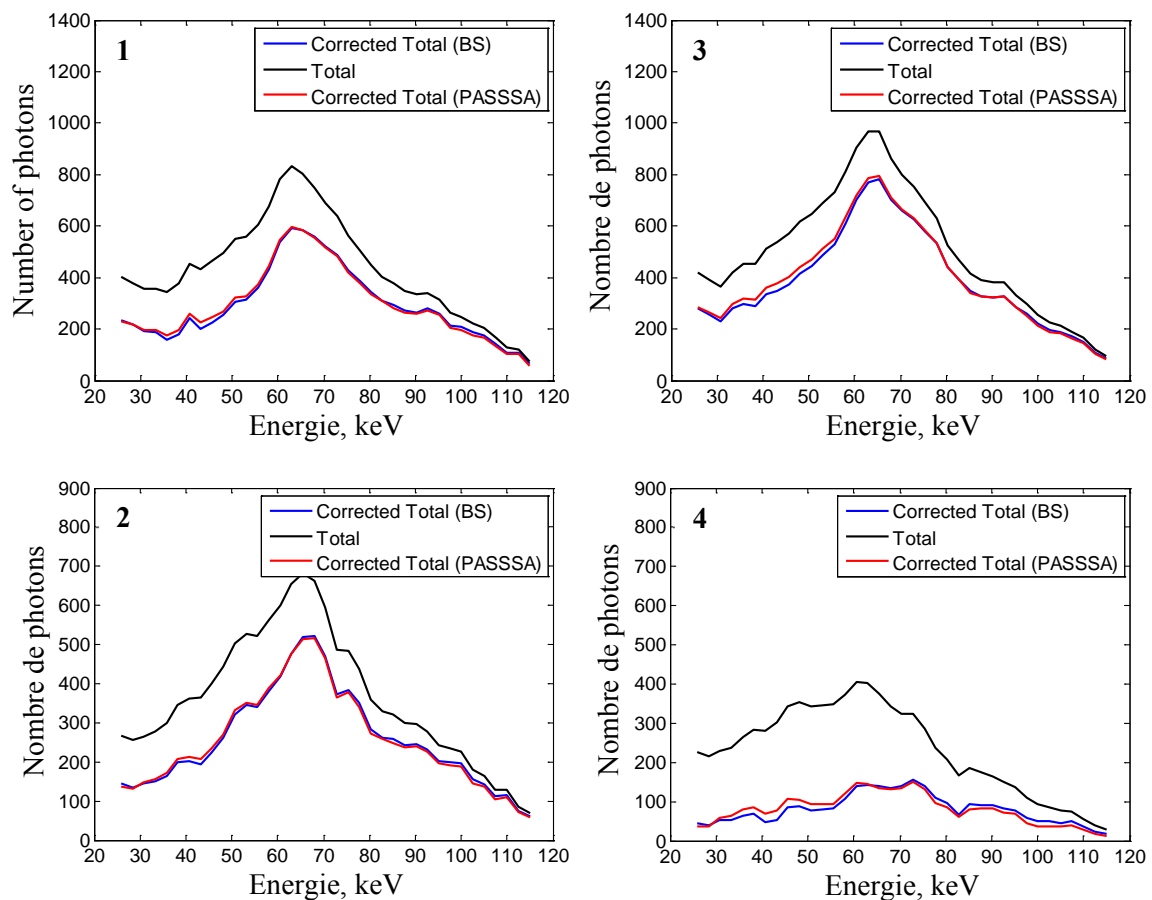 1
Corrected Total (BS)
Total
Corrected Total (PASSSA)
1400
1200
1000
800
600
400
200
0
Number of photons
20 30 40 50 60 70 80 90 100 110 120
Energie, keV
3
Corrected Total (BS)
Total
Corrected Total (PASSSA)
1400
1200
1000
800
600
400
200
0
Nombre de photons
20 30 40 50 60 70 80 90 100 110 120
Energie, keV
2
Corrected Total (BS)
Total
Corrected Total (PASSSA)
900
800
700
600
500
400
300
200
100
0
Nombre de photons
20 30 40 50 60 70 80 90 100 110 120
Energie, keV
4
Corrected Total (BS)
Total
Corrected Total (PASSSA)
900
800
700
600
500
400
300
200
100
0
Nombre de photons
20 30 40 50 60 70 80 90 100 110 120
Energie, keV